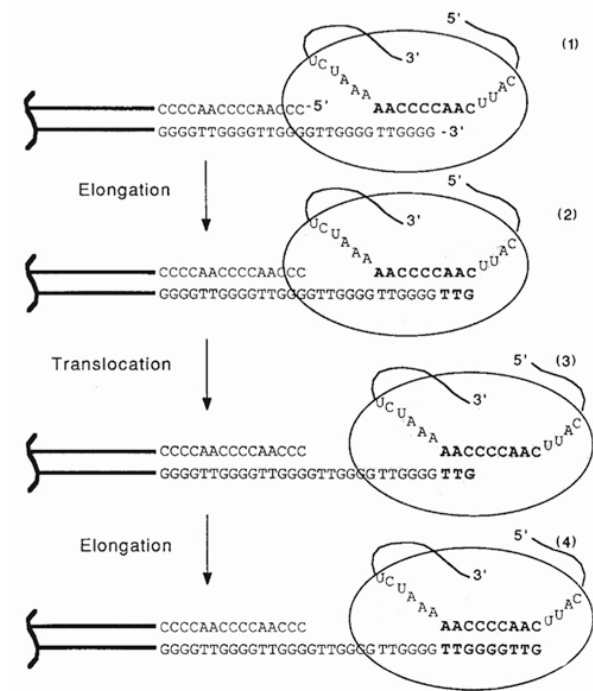 5' (1)
UCUAAA 3' AACCCCAAC UUAC
CCCCAACCCCAACCC-5'
GGGGTTGGGGTTGGGGTTGGGG TTGGGG -3'
Elongation
5' (2)
UCUAAA 3' AACCCCAAC UUAC
CCCCAACCCCAACCC
GGGGTTGGGGTTGGGGTTGGGG TTGGGG TTG
Translocation
5' (3)
UCUAAA 3' AACCCCAAC UUAC
CCCCAACCCCAACCC
GGGGTTGGGGTTGGGGTTGGGG TTGGGG TTG
Elongation
5' (4)
UCUAAA 3' AACCCCAAC UUAC
CCCCAACCCCAACCC
GGGGTTGGGGTTGGGGTTGGGG TTGGGG TTGGGGTTG